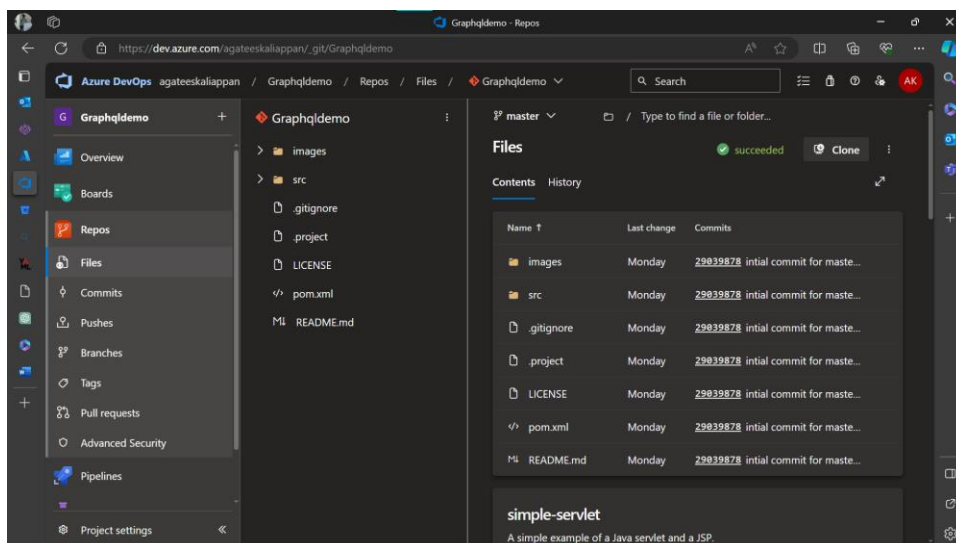 Graphqldemo - Repos
https://dev.azure.com/agateeskaliappan/_git/Graphqldemo
Azure DevOps agateeskaliappan / Graphqldemo / Repos / Files / Graphqldemo
Search
AK
G Graphqldemo +
Overview
Boards
Repos
Files
Commits
Pushes
Branches
Tags
Pull requests
Advanced Security
Pipelines
Project settings
Graphqldemo
images
src
.gitignore
.project
LICENSE
pom.xml
README.md
master / Type to find a file or folder...
Files succeeded Clone
Contents History
Name ↑ Last change Commits
images Monday 29039878 intial commit for maste...
src Monday 29039878 intial commit for maste...
.gitignore Monday 29039878 intial commit for maste...
.project Monday 29039878 intial commit for maste...
LICENSE Monday 29039878 intial commit for maste...
pom.xml Monday 29039878 intial commit for maste...
README.md Monday 29039878 intial commit for maste...
simple-servlet
A simple example of a Java servlet and a JSP.